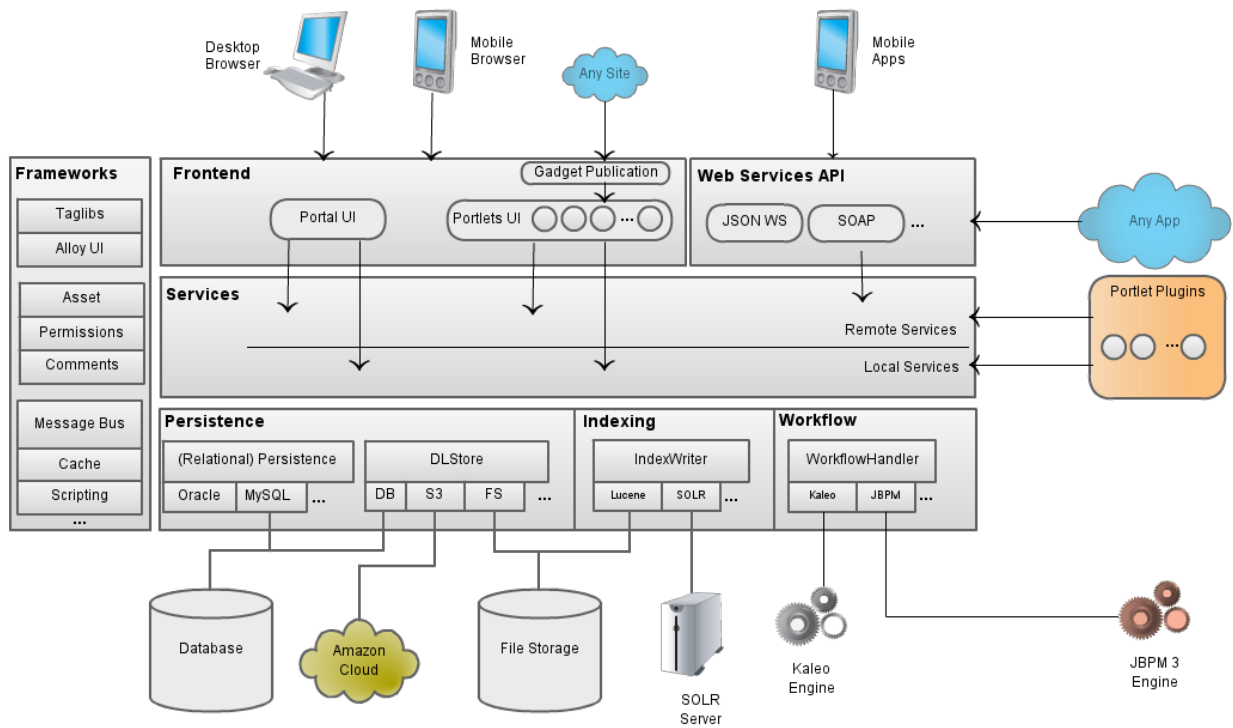 Desktop
Browser
Mobile
Browser
Any Site
Mobile
Apps
Frameworks
Taglibs
Alloy UI
Asset
Permissions
Comments
Message Bus
Cache
Scripting
...
Frontend
Gadget Publication
Portal UI
Portlets UI
...
Web Services API
JSON WS
SOAP
...
Any App
Services
Remote Services
Local Services
Portlet Plugins
...
Persistence
(Relational) Persistence
Oracle
MySQL
...
DLStore
DB
S3
FS
...
Indexing
IndexWriter
Lucene
SOLR
...
Workflow
WorkflowHandler
Kaleo
JBPM
...
Database
Amazon
Cloud
File Storage
SOLR
Server
Kaleo
Engine
JBPM 3
Engine